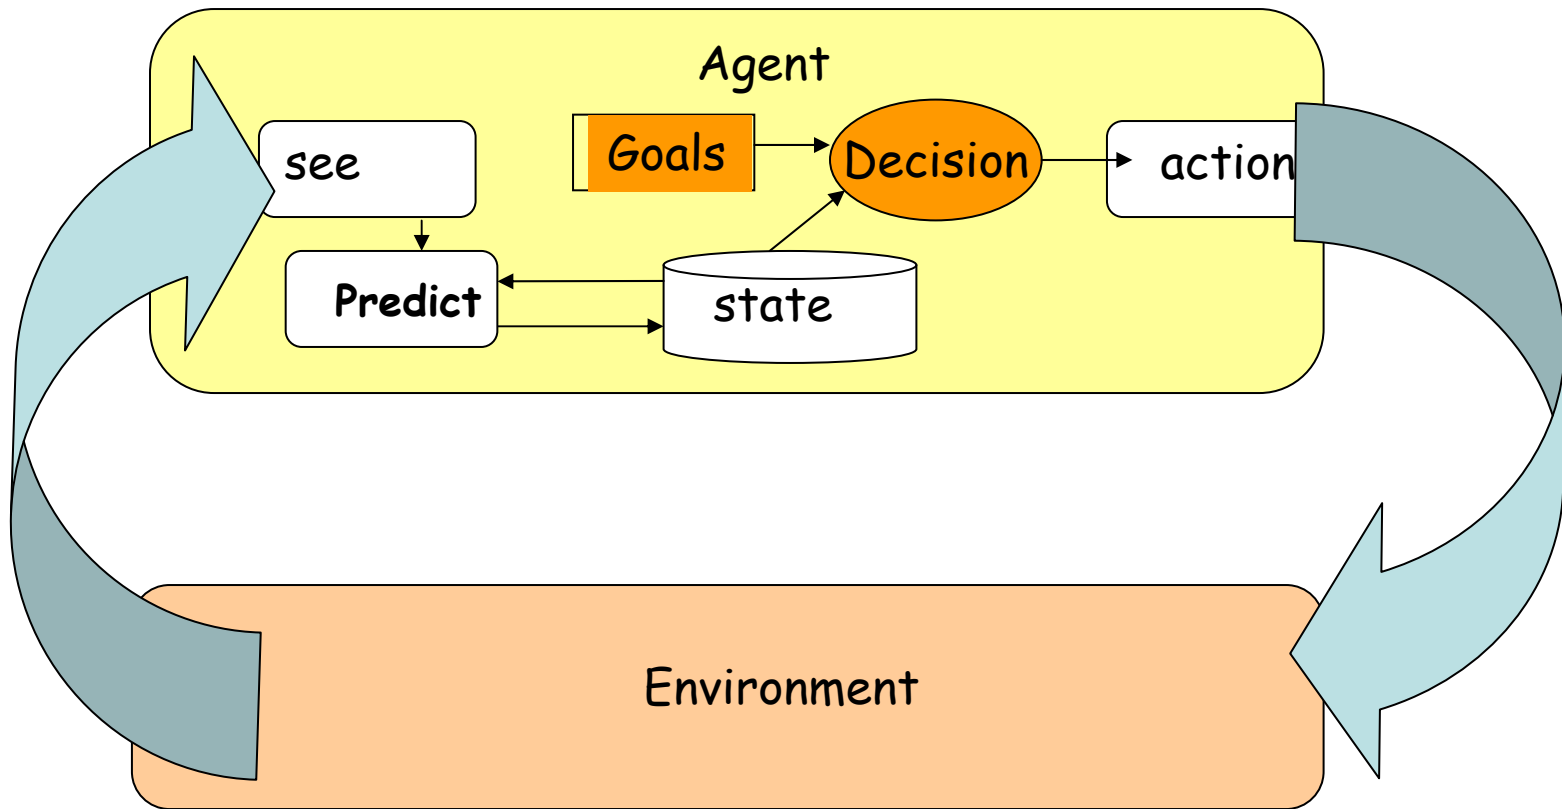 Agent
see
Goals
Decision
action
Predict
state
Environment